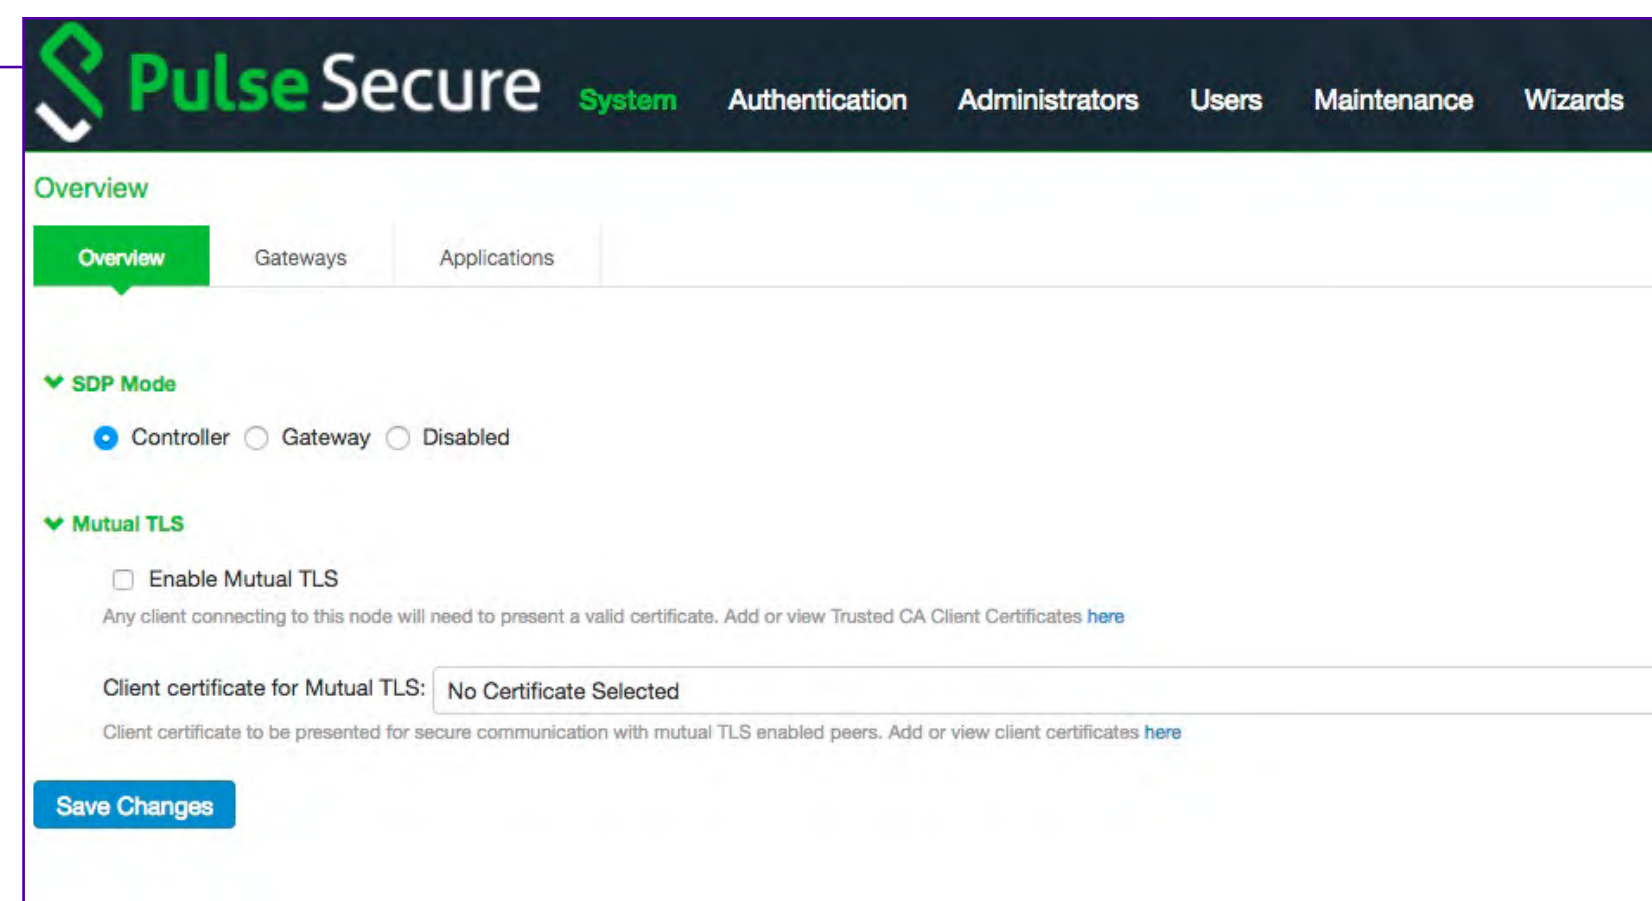 Pulse Secure System Authentication Administrators Users Maintenance Wizards
Overview
Overview Gateways Applications
SDP Mode
Controller Gateway Disabled
Mutual TLS
Enable Mutual TLS
Any client connecting to this node will need to present a valid certificate. Add or view Trusted CA Client Certificates here
Client certificate for Mutual TLS: No Certificate Selected
Client certificate to be presented for secure communication with mutual TLS enabled peers. Add or view client certificates here
Save Changes